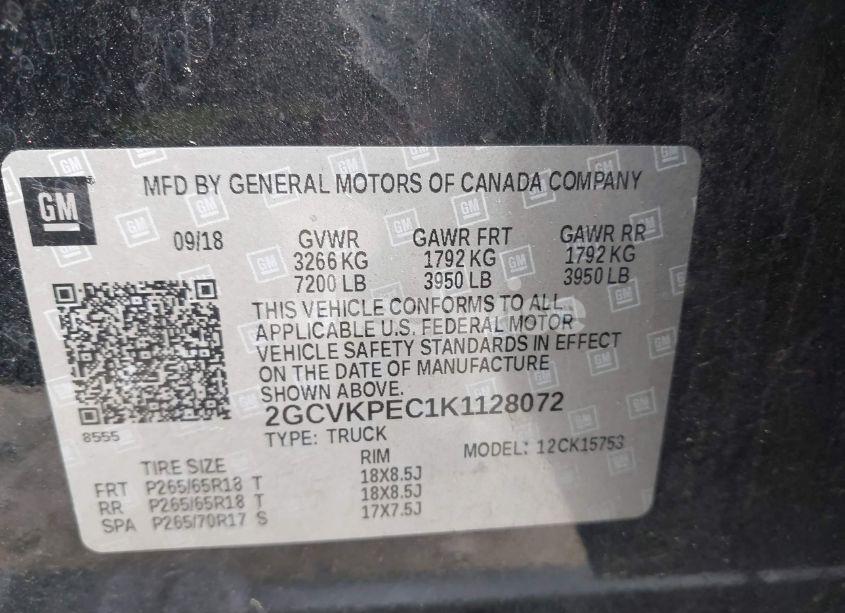 GM
MFD BY GENERAL MOTORS OF CANADA COMPANY
09/18
GVWR GAWR FRT GAWR RR
3266 KG 1792 KG 1792 KG
7200 LB 3950 LB 3950 LB
THIS VEHICLE CONFORMS TO ALL
APPLICABLE U.S. FEDERAL MOTOR
VEHICLE SAFETY STANDARDS IN EFFECT
ON THE DATE OF MANUFACTURE
SHOWN ABOVE.
2GCVKPEC1K1128072
8555
TYPE: TRUCK MODEL: 12CK15753
TIRE SIZE RIM
FRT P265/65R18 T 18X8.5J
RR P265/65R18 T 18X8.5J
SPA P265/70R17 S 17X7.5J